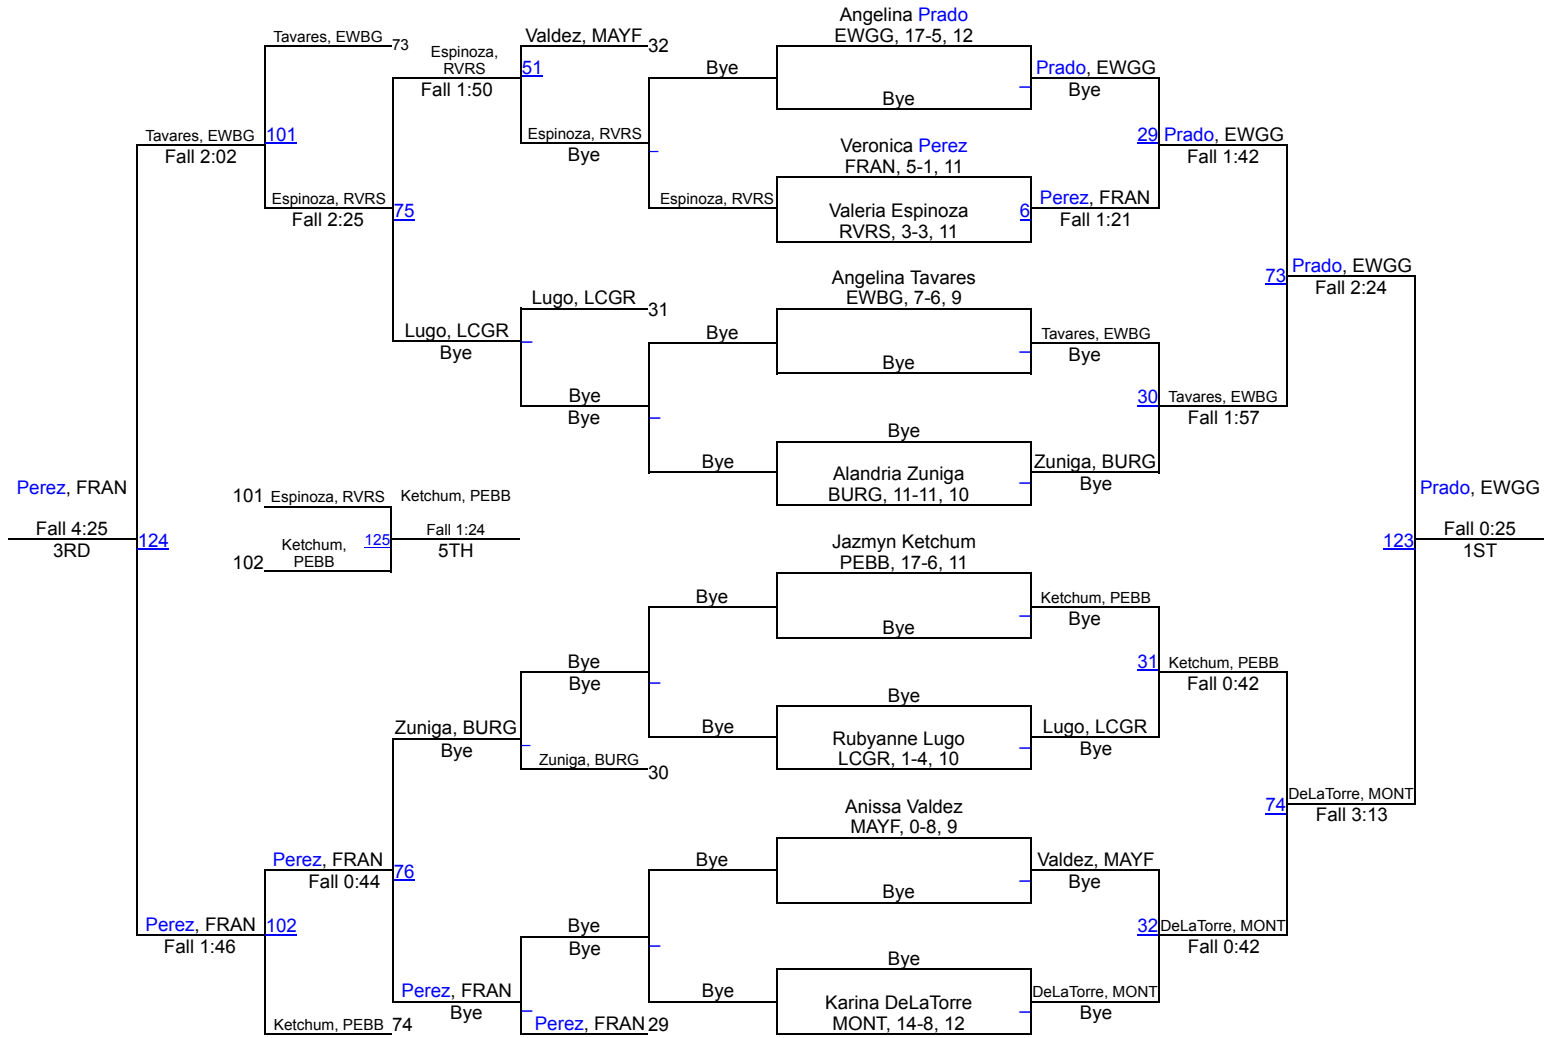 Angelina Prado
EWGG, 17-5, 12
Tavares, EWBG 73
Espinoza,
RVRS
Fall 1:50
Valdez, MAYF 32
51
Bye
Bye
Prado, EWGG
Bye
Tavares, EWBG
Fall 2:02
101
Espinoza, RVRS
Bye
Veronica Perez
FRAN, 5-1, 11
29
Prado, EWGG
Fall 1:42
Espinoza, RVRS
Fall 2:25
75
Espinoza, RVRS
Valeria Espinoza
RVRS, 3-3, 11
6
Perez, FRAN
Fall 1:21
Angelina Tavares
EWBG, 7-6, 9
73
Prado, EWGG
Fall 2:24
Lugo, LCGR
Bye
Lugo, LCGR 31
Bye
Bye
Tavares, EWBG
Bye
Bye
Bye
30
Tavares, EWBG
Fall 1:57
Bye
Bye
Alandria Zuniga
BURG, 11-11, 10
Zuniga, BURG
Bye
Perez, FRAN
Fall 4:25
3RD
124
101 Espinoza, RVRS
102 Ketchum,
PEBB
125
Ketchum, PEBB
Fall 1:24
5TH
123
Prado, EWGG
Fall 0:25
1ST
Jazmyn Ketchum
PEBB, 17-6, 11
Bye
Bye
Ketchum, PEBB
Bye
Bye
Bye
31
Ketchum, PEBB
Fall 0:42
Zuniga, BURG
Bye
Zuniga, BURG 30
Bye
Bye
Rubyanne Lugo
LCGR, 1-4, 10
Lugo, LCGR
Bye
Anissa Valdez
MAYF, 0-8, 9
74
DeLaTorre, MONT
Fall 3:13
Perez, FRAN
Fall 0:44
76
Bye
Bye
Valdez, MAYF
Bye
Perez, FRAN
Fall 1:46
102
Bye
Bye
32
DeLaTorre, MONT
Fall 0:42
Ketchum, PEBB 74
Perez, FRAN
Bye
Perez, FRAN 29
Bye
Bye
Karina DeLaTorre
MONT, 14-8, 12
DeLaTorre, MONT
Bye